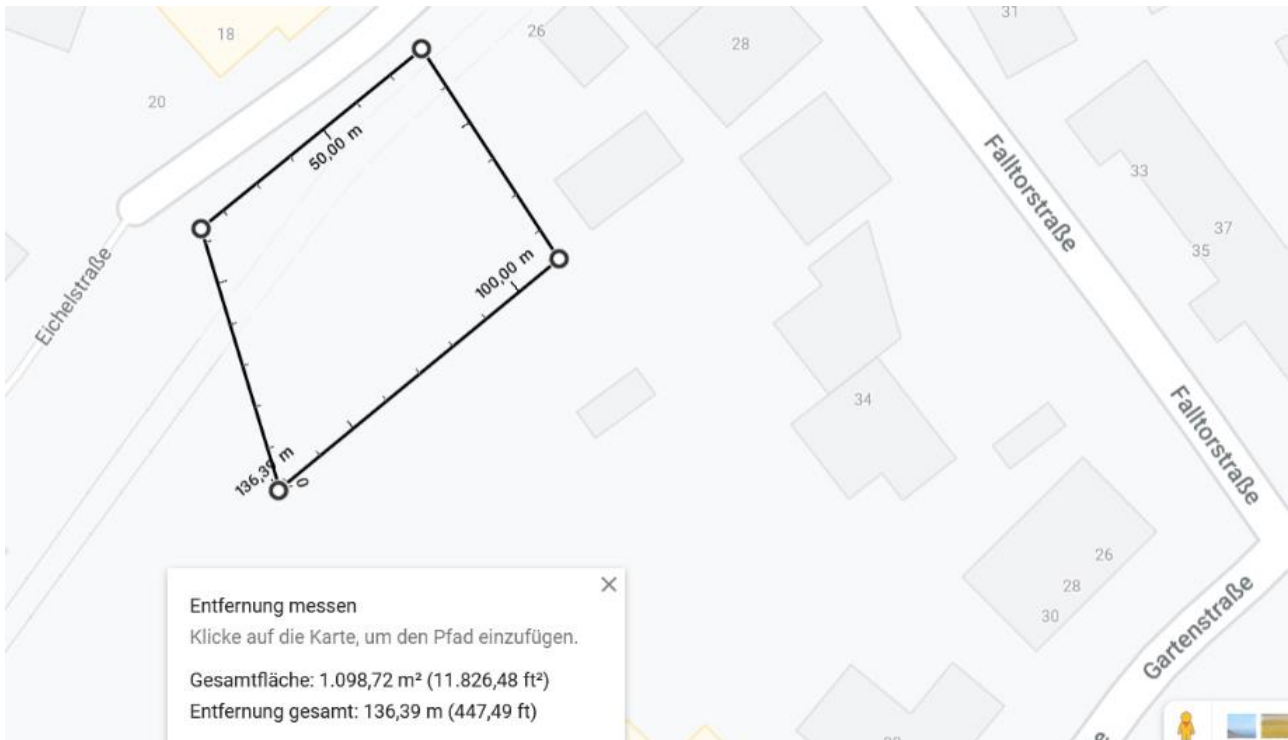 18
26
28
31
20
50,00 m
Falltorstraße
33
37
35
Eichelstraße
100,00 m
34
Falltorstraße
136,39 m
0
26
28
30
Gartenstraße
Entfernung messen
Klicke auf die Karte, um den Pfad einzufügen.
Gesamtfläche: 1.098,72 m² (11.826,48 ft²)
Entfernung gesamt: 136,39 m (447,49 ft)